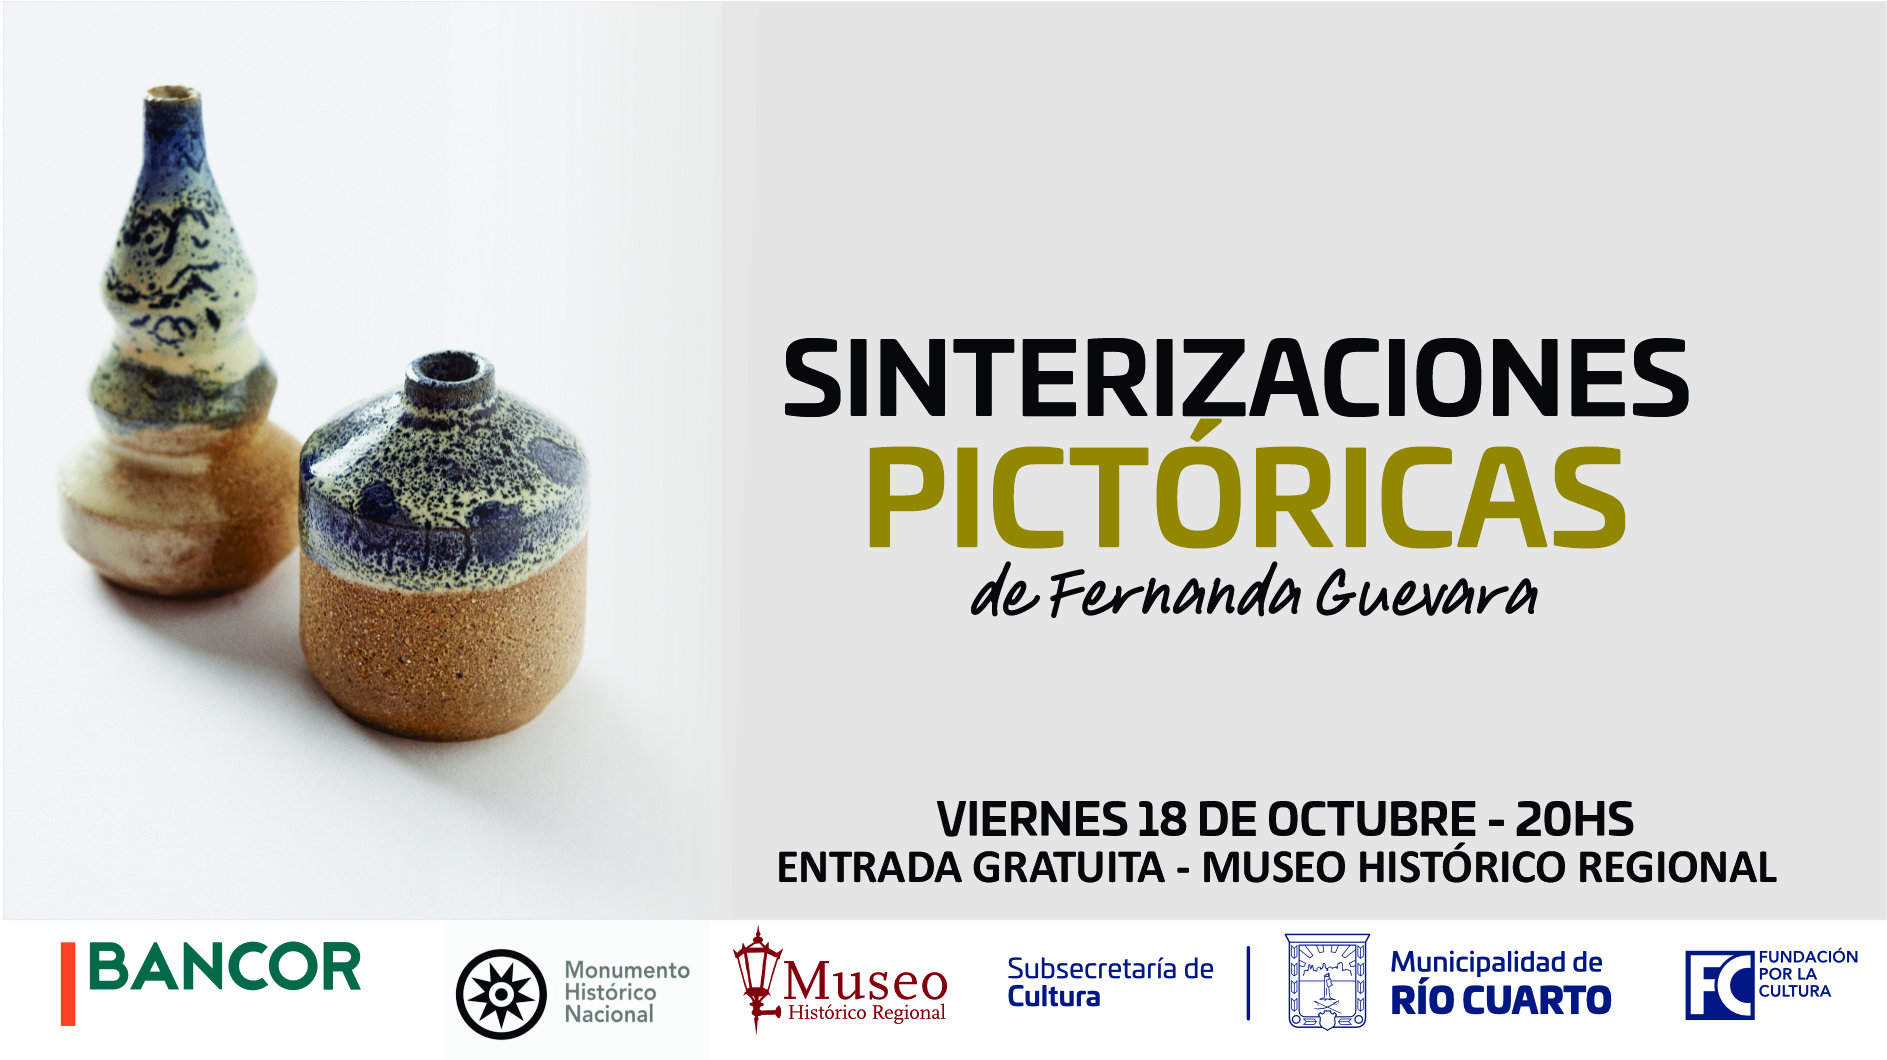 SINTERIZACIONES
PICTÓRICAS
de Fernanda Guevara
VIERNES 18 DE OCTUBRE - 20HS
ENTRADA GRATUITA - MUSEO HISTÓRICO REGIONAL
BANCOR
Monumento
Histórico
Nacional
Museo
Histórico Regional
Subsecretaría de
Cultura
Municipalidad de
RÍO CUARTO
FC
FUNDACIÓN
POR LA
CULTURA